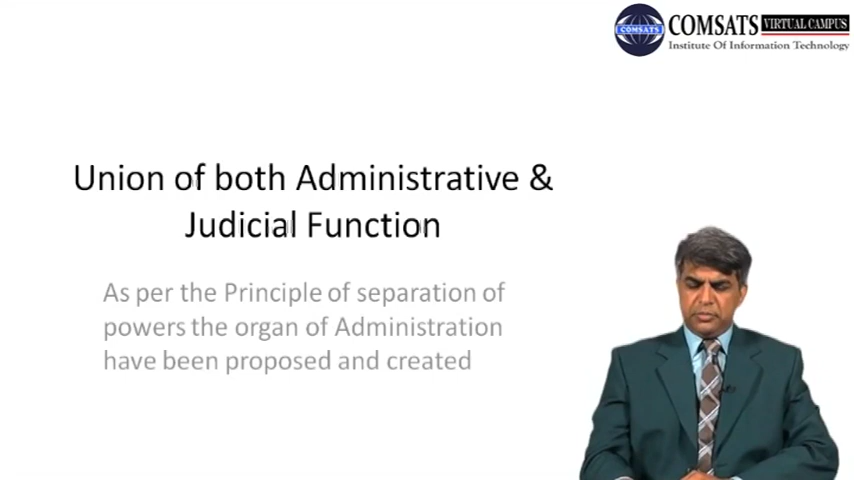 COMSATS VIRTUAL CAMPUS
COMSATS
Institute Of Information Technology
Union of both Administrative &
Judicial Function
As per the Principle of separation of
powers the organ of Administration
have been proposed and created